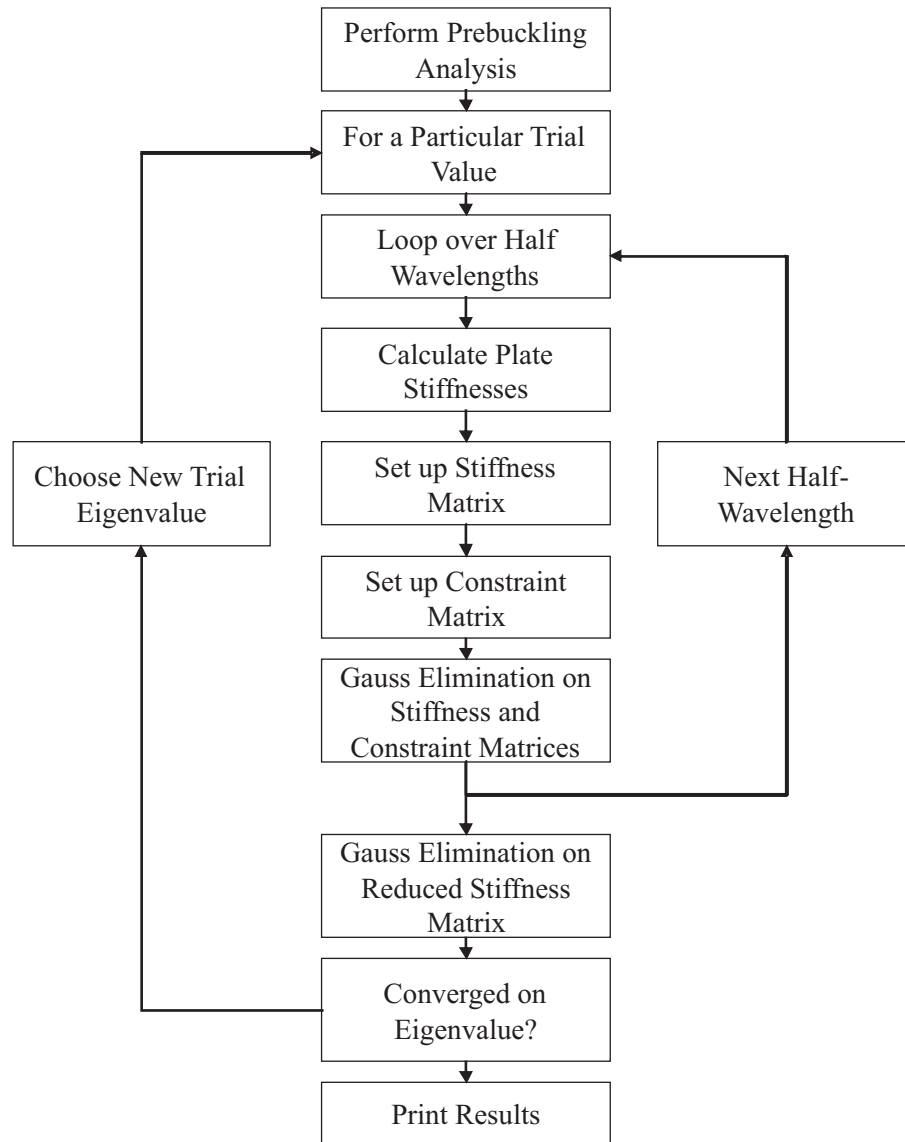 Perform Prebuckling
Analysis
For a Particular Trial
Value
Loop over Half
Wavelengths
Calculate Plate
Stiffnesses
Choose New Trial
Eigenvalue
Set up Stiffness
Matrix
Next Half-
Wavelength
Set up Constraint
Matrix
Gauss Elimination on
Stiffness and
Constraint Matrices
Gauss Elimination on
Reduced Stiffness
Matrix
Converged on
Eigenvalue?
Print Results